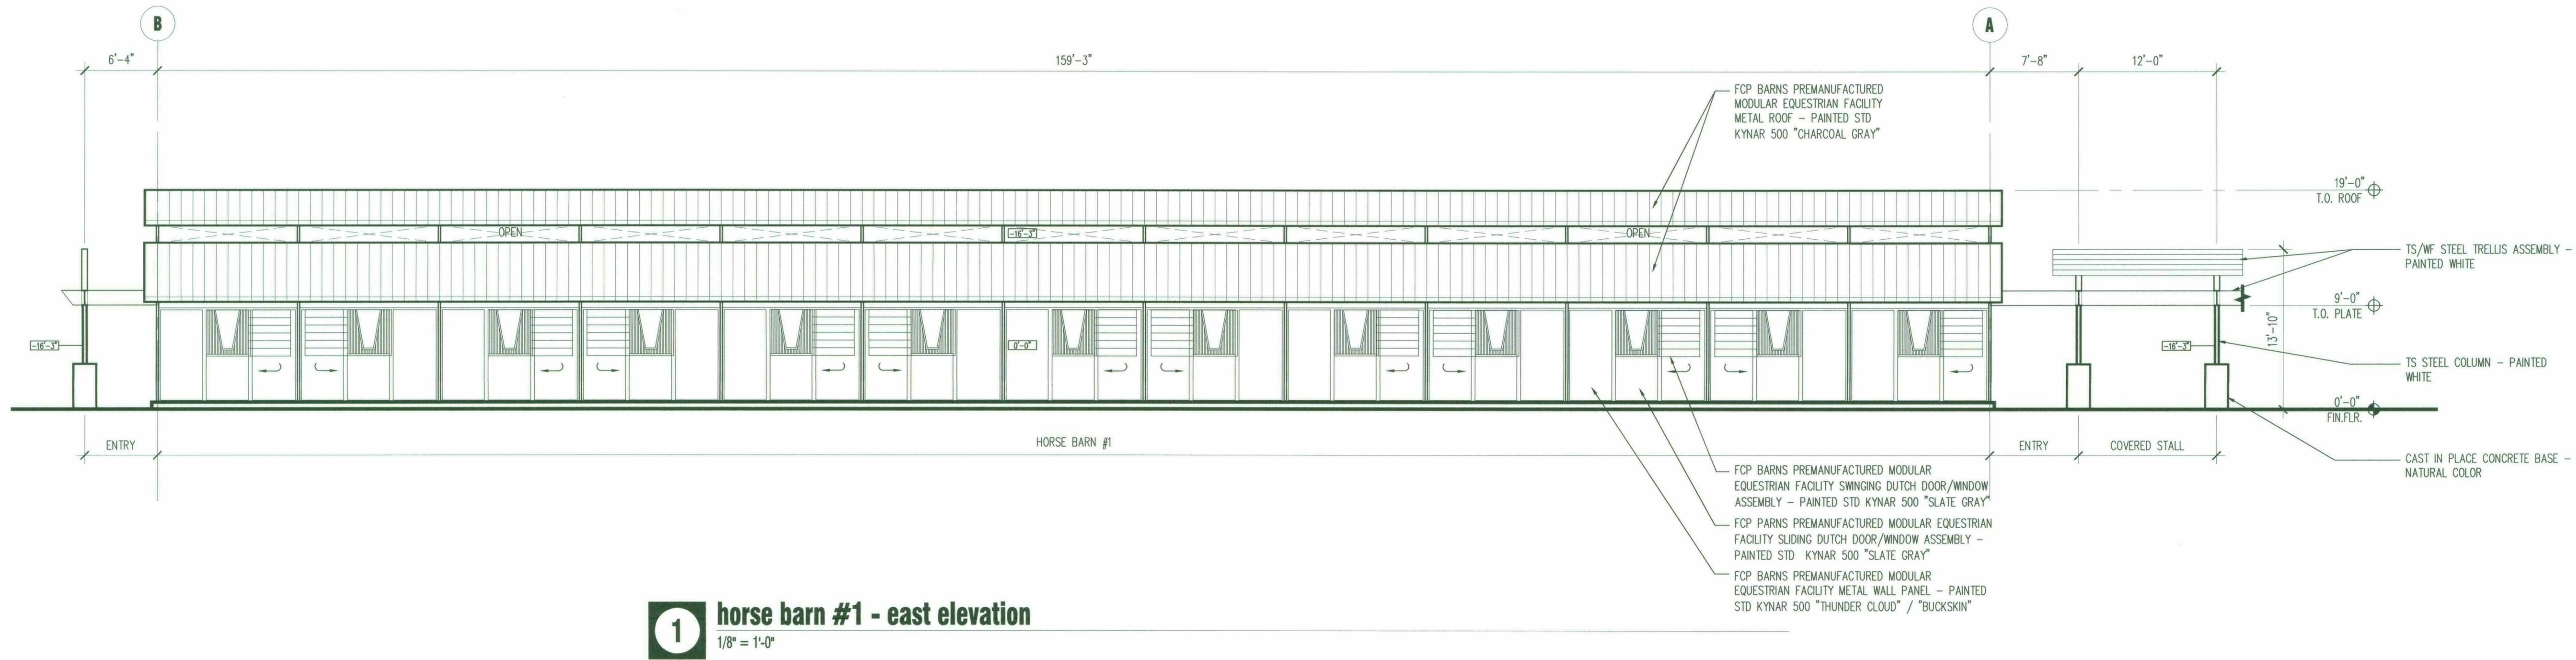 B
A
6'-4"
159'-3"
7'-8"
12'-0"
FCP BARNS PREMANUFACTURED
MODULAR EQUESTRIAN FACILITY
METAL ROOF - PAINTED STD
KYNAR 500 "CHARCOAL GRAY"
19'-0"
T.O. ROOF
OPEN
-16'-3"
OPEN
TS/WF STEEL TRELLIS ASSEMBLY -
PAINTED WHITE
9'-0"
T.O. PLATE
13'-10"
-16'-3"
0'-0"
-16'-3"
TS STEEL COLUMN - PAINTED
WHITE
0'-0"
FIN.FLR.
ENTRY
HORSE BARN #1
ENTRY
COVERED STALL
CAST IN PLACE CONCRETE BASE -
NATURAL COLOR
FCP BARNS PREMANUFACTURED MODULAR
EQUESTRIAN FACILITY SWINGING DUTCH DOOR/WINDOW
ASSEMBLY - PAINTED STD KYNAR 500 "SLATE GRAY"
FCP PARNS PREMANUFACTURED MODULAR EQUESTRIAN
FACILITY SLIDING DUTCH DOOR/WINDOW ASSEMBLY -
PAINTED STD KYNAR 500 "SLATE GRAY"
FCP BARNS PREMANUFACTURED MODULAR
EQUESTRIAN FACILITY METAL WALL PANEL - PAINTED
STD KYNAR 500 "THUNDER CLOUD" / "BUCKSKIN"
1
horse barn #1 - east elevation
1/8" = 1'-0"